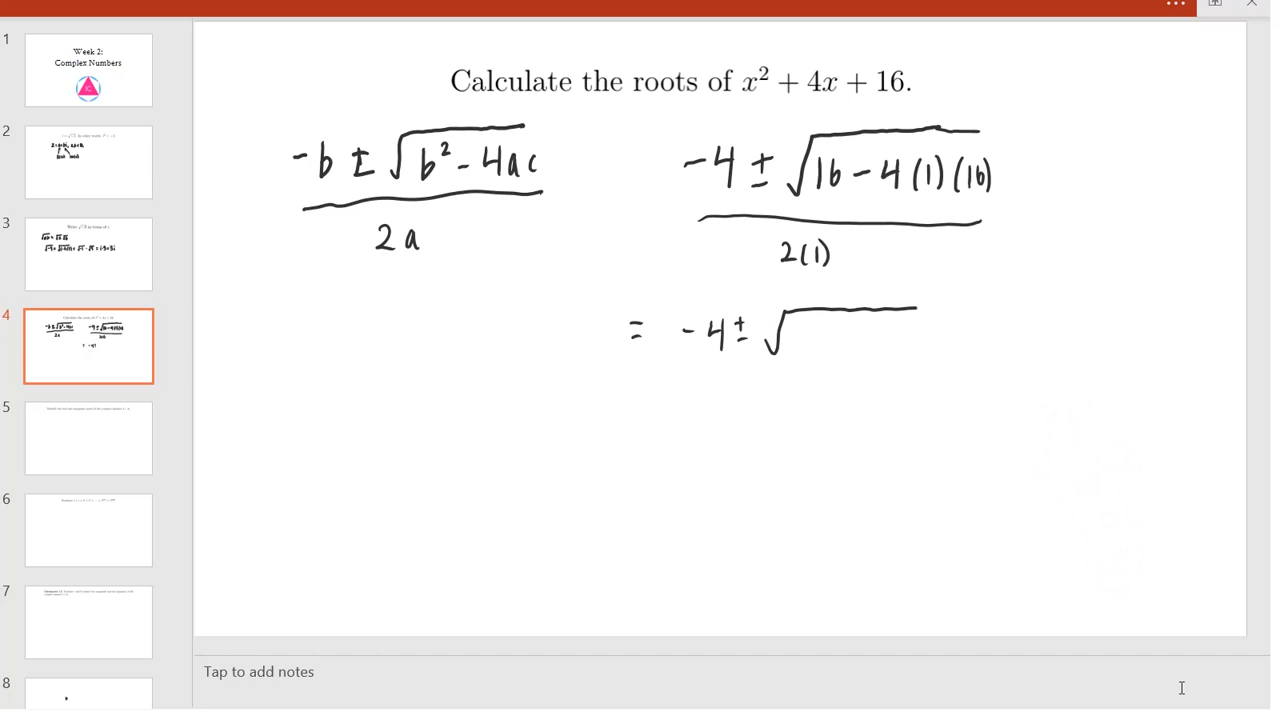 1
Week 2:
Complex Numbers
2
3
4
5
6
7
8
Calculate the roots of x² + 4x + 16.
-b ± √(b² - 4ac)
2a
-4 ± √(16 - 4(1)(16))
2(1)
= -4 ± √
Tap to add notes